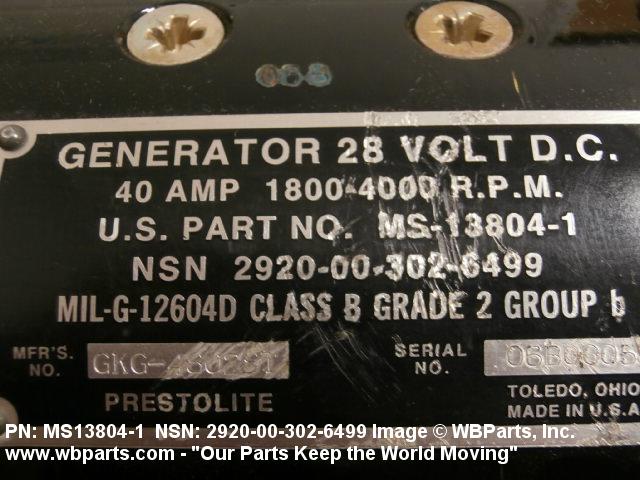 GENERATOR 28 VOLT D.C.
40 AMP 1800-4000 R.P.M.
U.S. PART NO. MS-13804-1
NSN 2920-00-302-6499
MIL-G-12604D CLASS B GRADE 2 GROUP b
MFR'S. NO.
SERIAL NO.
TOLEDO, OHIO
PRESTOLITE
MADE IN U.S.A
PN: MS13804-1 NSN: 2920-00-302-6499 Image © WBParts, Inc.
www.wbparts.com - "Our Parts Keep the World Moving"